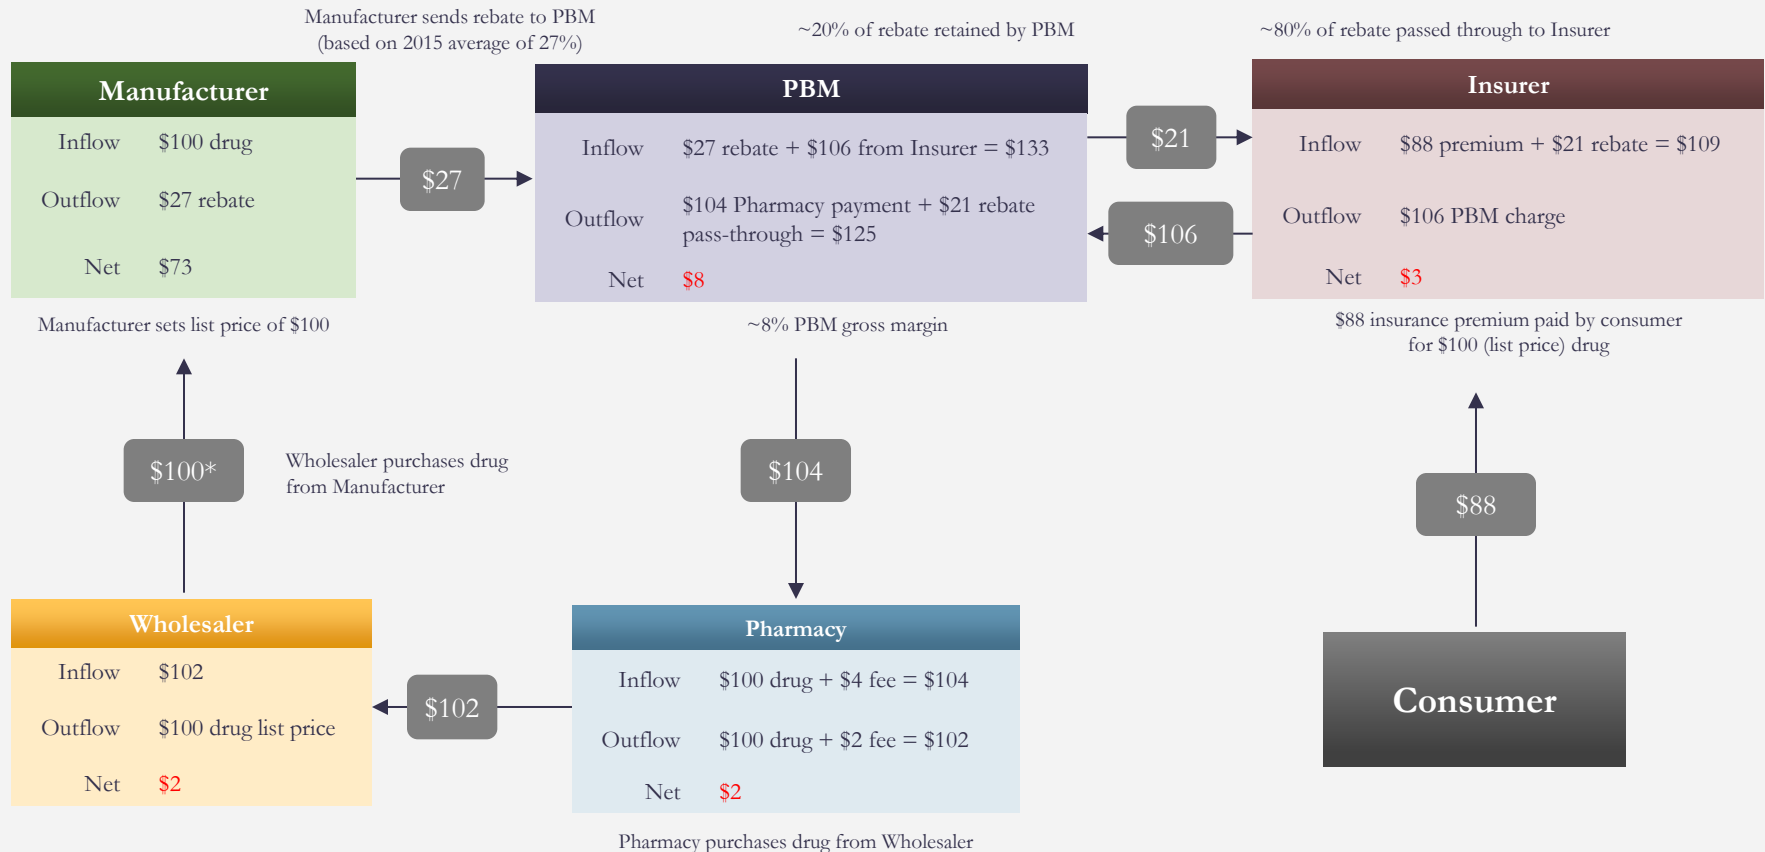 Manufacturer sends rebate to PBM
(based on 2015 average of 27%)
~20% of rebate retained by PBM
~80% of rebate passed through to Insurer
Manufacturer
Inflow $100 drug
Outflow $27 rebate
Net $73
Manufacturer sets list price of $100
$27
PBM
Inflow $27 rebate + $106 from Insurer = $133
Outflow $104 Pharmacy payment + $21 rebate
pass-through = $125
Net $8
~8% PBM gross margin
$21
$106
Insurer
Inflow $88 premium + $21 rebate = $109
Outflow $106 PBM charge
Net $3
$88 insurance premium paid by consumer
for $100 (list price) drug
$100*
Wholesaler purchases drug
from Manufacturer
$104
$88
Wholesaler
Inflow $102
Outflow $100 drug list price
Net $2
$102
Pharmacy
Inflow $100 drug + $4 fee = $104
Outflow $100 drug + $2 fee = $102
Net $2
Pharmacy purchases drug from Wholesaler
Consumer